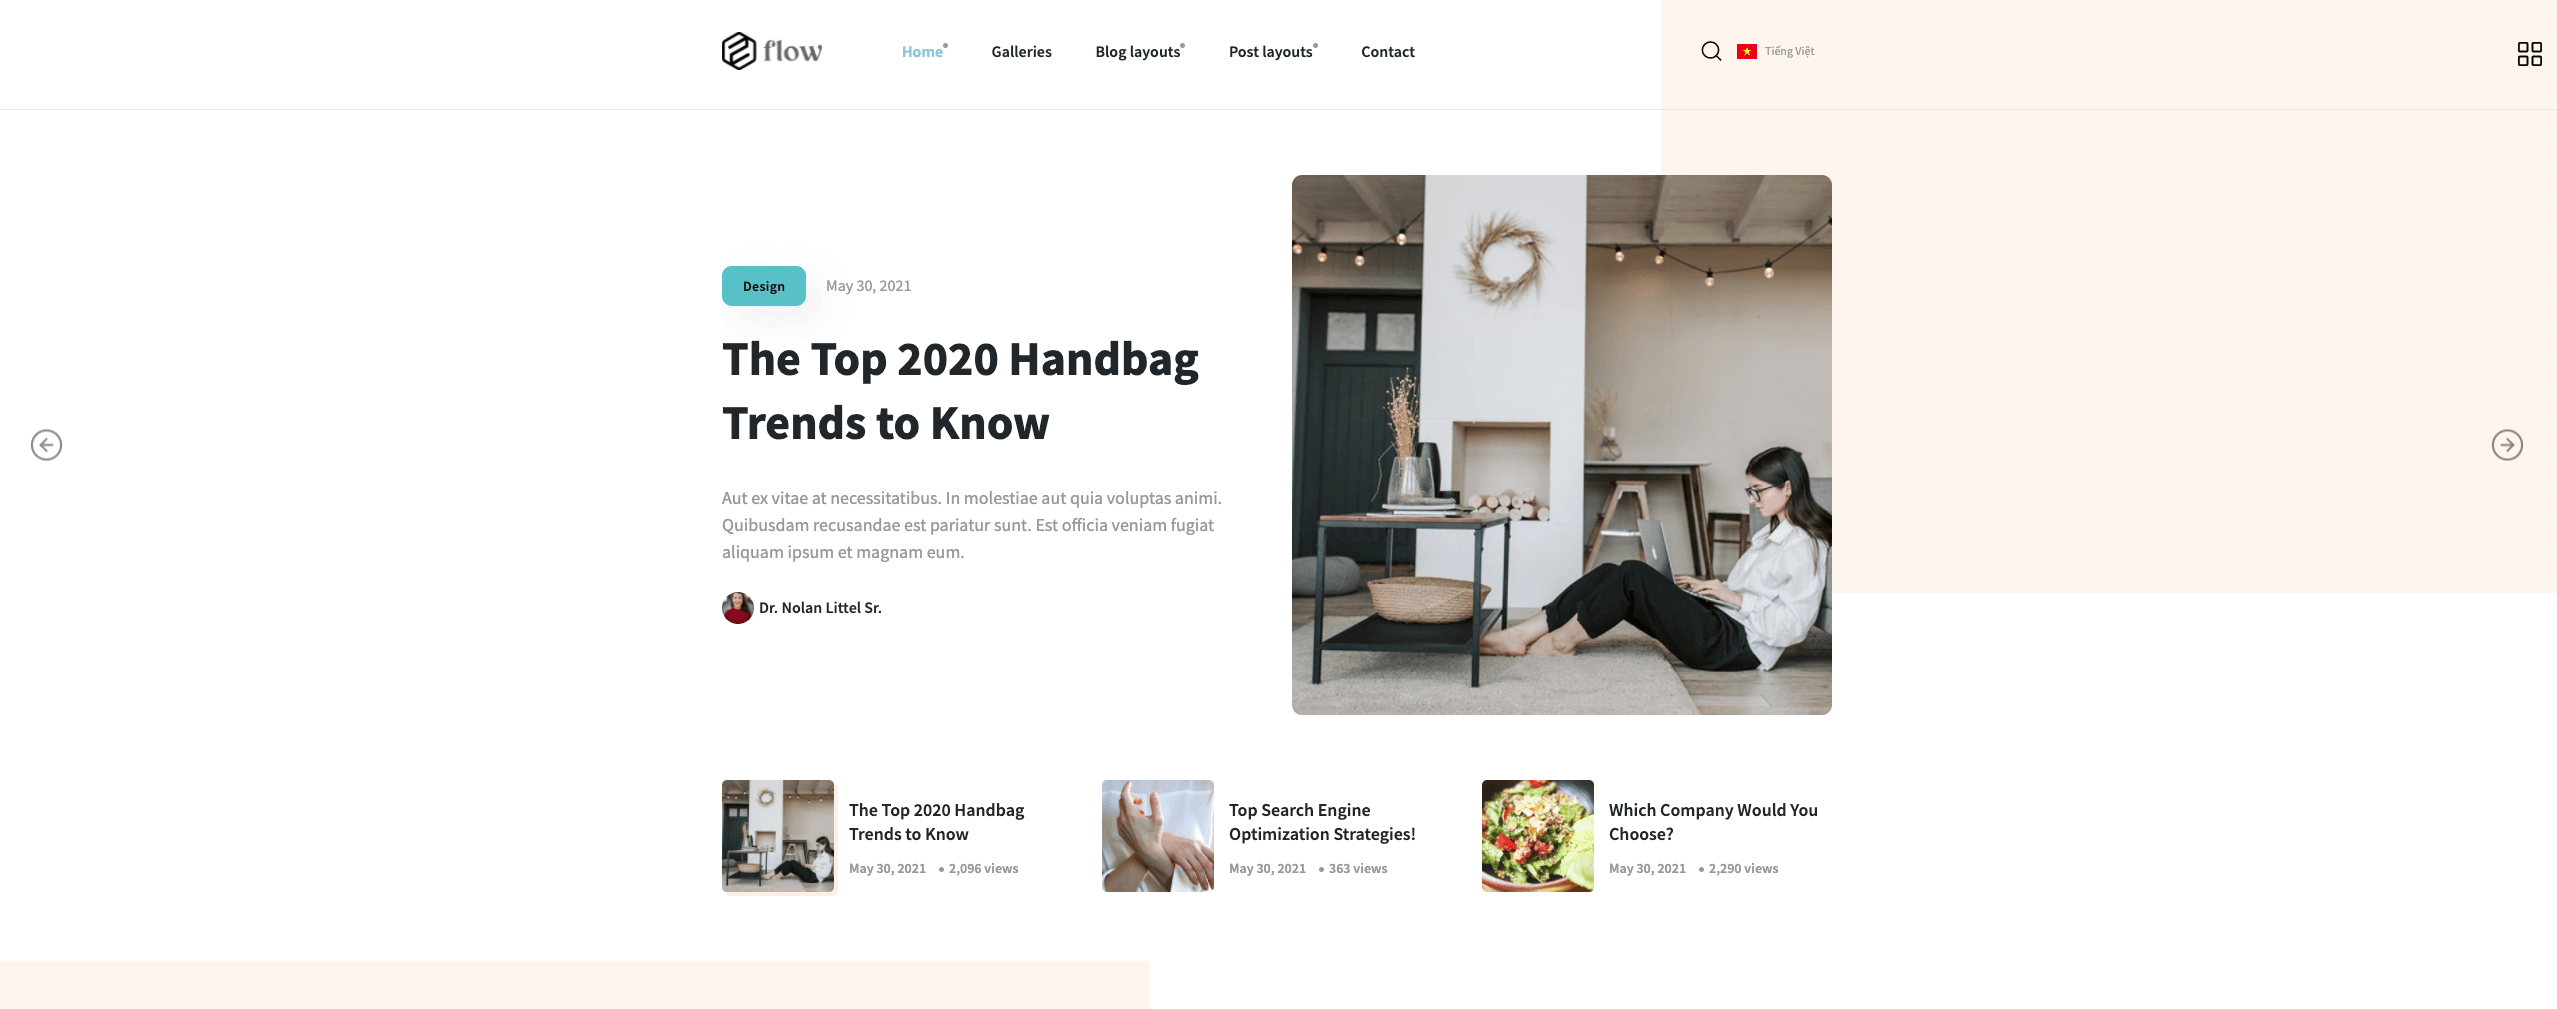 flow
Home
Galleries
Blog layouts
Post layouts
Contact
Tiếng Việt
Design
May 30, 2021
The Top 2020 Handbag
Trends to Know
Aut ex vitae at necessitatibus. In molestiae aut quia voluptas animi.
Quibusdam recusandae est pariatur sunt. Est officia veniam fugiat
aliquam ipsum et magnam eum.
Dr. Nolan Littel Sr.
The Top 2020 Handbag
Trends to Know
May 30, 2021 • 2,096 views
Top Search Engine
Optimization Strategies!
May 30, 2021 • 363 views
Which Company Would You
Choose?
May 30, 2021 • 2,290 views